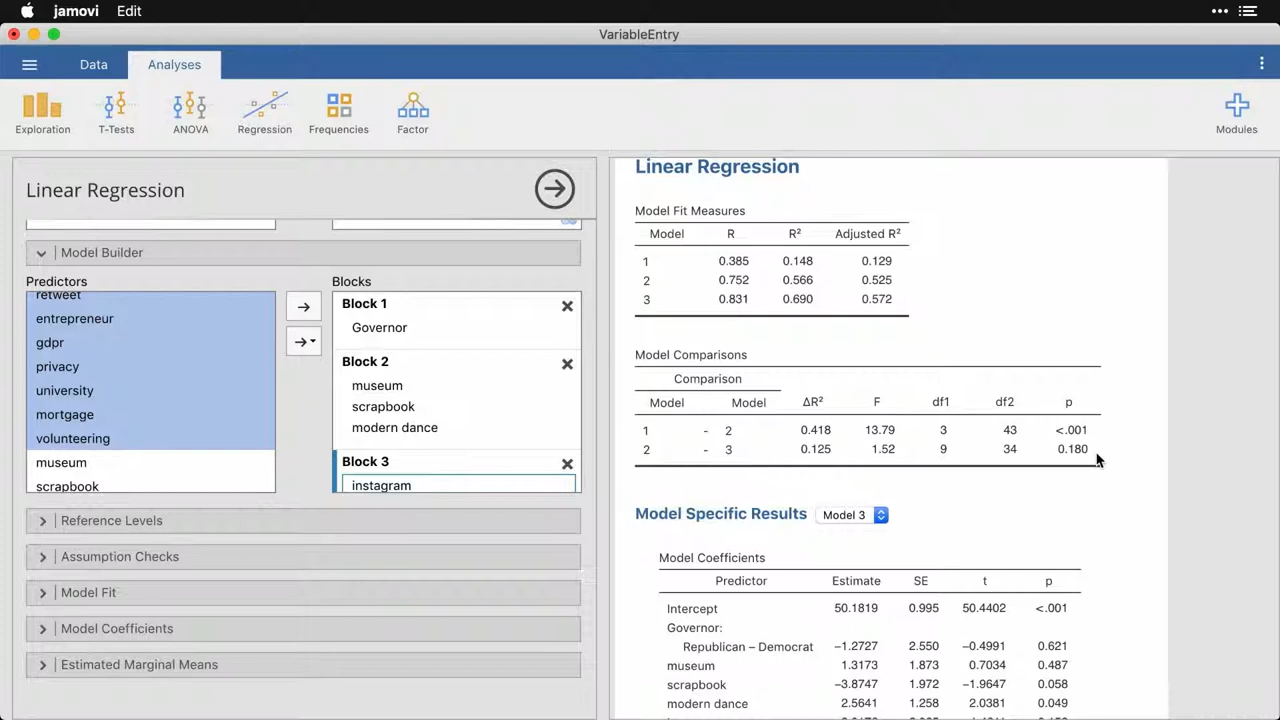 jamovi Edit
VariableEntry
Data Analyses
Exploration T-Tests ANOVA Regression Frequencies Factor Modules
Linear Regression
Model Builder
Predictors Blocks
retweet
entrepreneur
gdpr
privacy
university
mortgage
volunteering
museum
scrapbook
Block 1
Governor
Block 2
museum
scrapbook
modern dance
Block 3
instagram
Reference Levels
Assumption Checks
Model Fit
Model Coefficients
Estimated Marginal Means
Linear Regression
Model Fit Measures
Model R R² Adjusted R²
1 0.385 0.148 0.129
2 0.752 0.566 0.525
3 0.831 0.690 0.572
Model Comparisons
Comparison
Model Model ΔR² F df1 df2 p
1 - 2 0.418 13.79 3 43 <.001
2 - 3 0.125 1.52 9 34 0.180
Model Specific Results Model 3
Model Coefficients
Predictor Estimate SE t p
Intercept 50.1819 0.995 50.4402 <.001
Governor:
Republican – Democrat −1.2727 2.550 −0.4991 0.621
museum 1.3173 1.873 0.7034 0.487
scrapbook −3.8747 1.972 −1.9647 0.058
modern dance 2.5641 1.258 2.0381 0.049